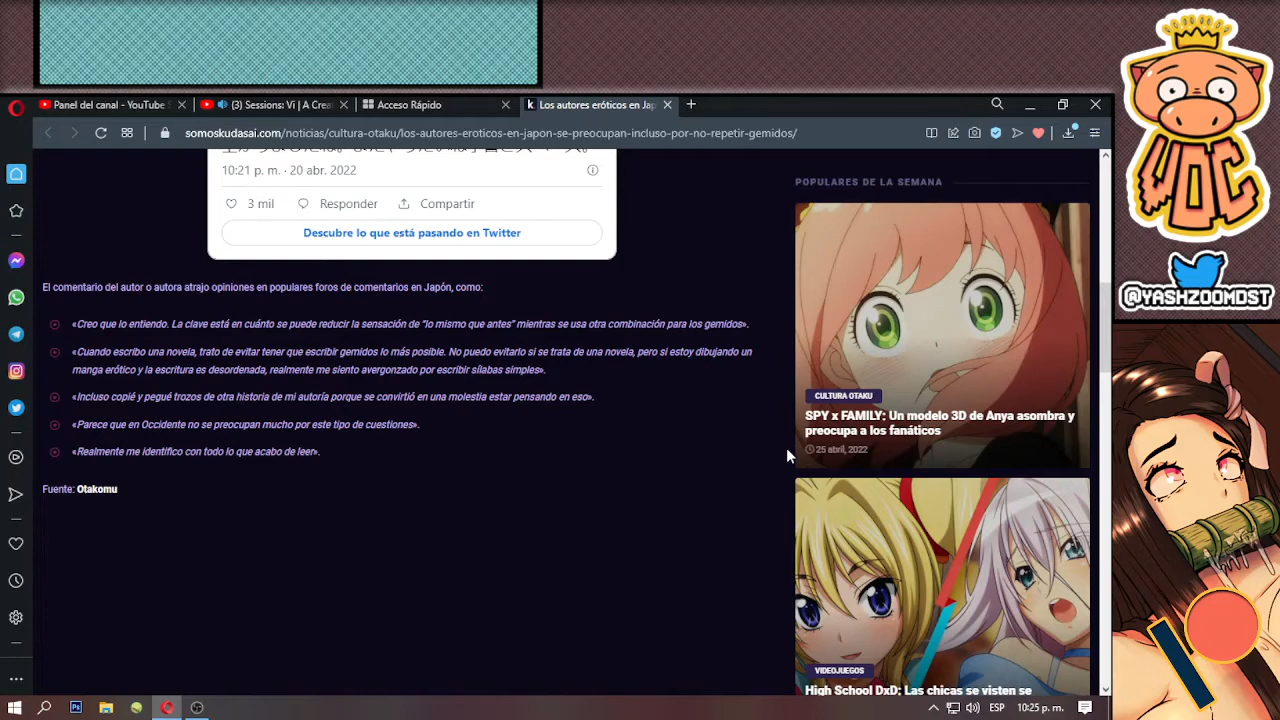 Panel del canal - YouTube S
(3) Sessions: Vi | A Crea
Acceso Rápido
Los autores eróticos en Jap
somoskudasai.com/noticias/cultura-otaku/los-autores-eroticos-en-japon-se-preocupan-incluso-por-no-repetir-gemidos/
10:21 p. m. · 20 abr. 2022
3 mil Responder Compartir
Descubre lo que está pasando en Twitter
El comentario del autor o autora atrajo opiniones en populares foros de comentarios en Japón, como:
«Creo que lo entiendo. La clave está en cuánto se puede reducir la sensación de “lo mismo que antes” mientras se usa otra combinación para los gemidos».
«Cuando escribo una novela, trato de evitar tener que escribir gemidos lo más posible. No puedo evitarlo si se trata de una novela, pero si estoy dibujando un
manga erótico y la escritura es desordenada, realmente me siento avergonzado por escribir sílabas simples».
«Incluso copié y pegué trozos de otra historia de mi autoría porque se convirtió en una molestia estar pensando en eso».
«Parece que en Occidente no se preocupan mucho por este tipo de cuestiones».
«Realmente me identifico con todo lo que acabo de leer».
Fuente: Otakomu
POPULARES DE LA SEMANA
CULTURA OTAKU
SPY x FAMILY: Un modelo 3D de Anya asombra y
preocupa a los fanáticos
25 abril, 2022
VIDEOJUEGOS
High School DxD: Las chicas se visten se
@YASHZOOMDST
Ps
ESP
10:25 p. m.